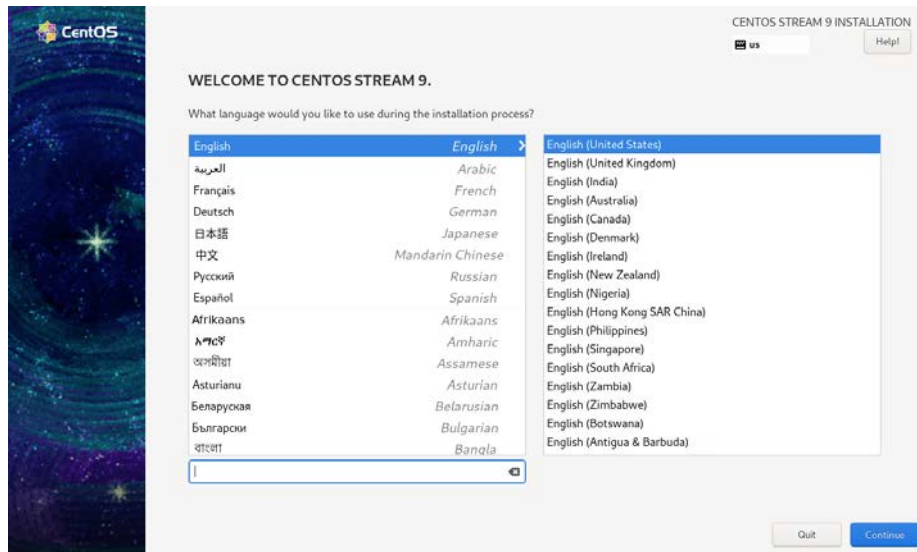 CentOS
CENTOS STREAM 9 INSTALLATION
us
Help!
WELCOME TO CENTOS STREAM 9.
What language would you like to use during the installation process?
English English
العربية Arabic
Français French
Deutsch German
日本語 Japanese
中文 Mandarin Chinese
Русский Russian
Español Spanish
Afrikaans Afrikaans
አማርኛ Amharic
অসমীয়া Assamese
Asturianu Asturian
Беларуская Belarusian
Български Bulgarian
বাংলা Bangla
English (United States)
English (United Kingdom)
English (India)
English (Australia)
English (Canada)
English (Denmark)
English (Ireland)
English (New Zealand)
English (Nigeria)
English (Hong Kong SAR China)
English (Philippines)
English (Singapore)
English (South Africa)
English (Zambia)
English (Zimbabwe)
English (Botswana)
English (Antigua & Barbuda)
Quit
Continue